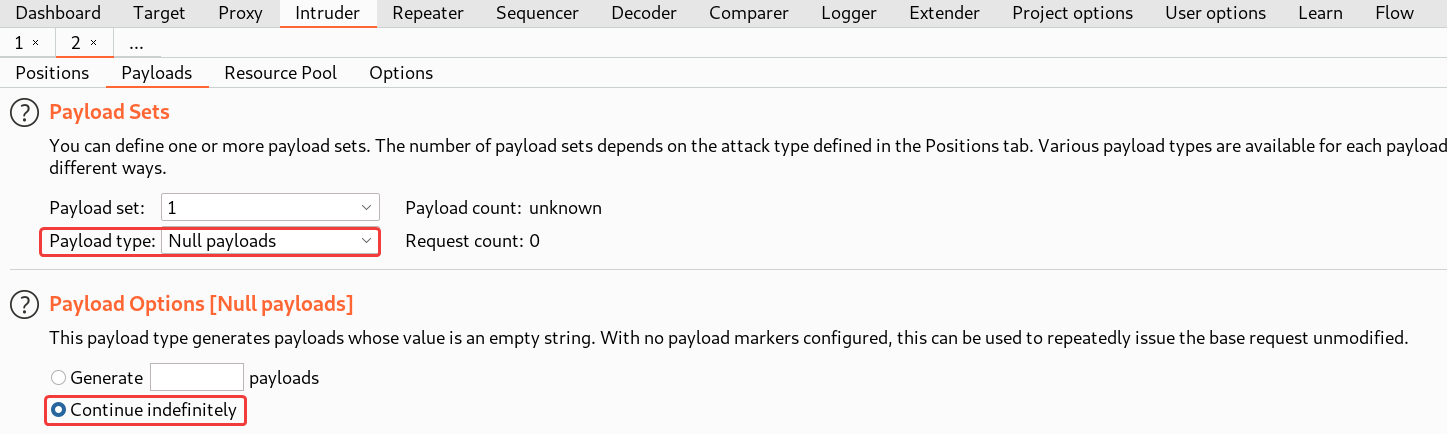 Dashboard Target Proxy Intruder Repeater Sequencer Decoder Comparer Logger Extender Project options User options Learn Flow
1 × 2 × ...
Positions Payloads Resource Pool Options
? Payload Sets
You can define one or more payload sets. The number of payload sets depends on the attack type defined in the Positions tab. Various payload types are available for each payload
different ways.
Payload set: 1 Payload count: unknown
Payload type: Null payloads Request count: 0
? Payload Options [Null payloads]
This payload type generates payloads whose value is an empty string. With no payload markers configured, this can be used to repeatedly issue the base request unmodified.
Generate payloads
Continue indefinitely